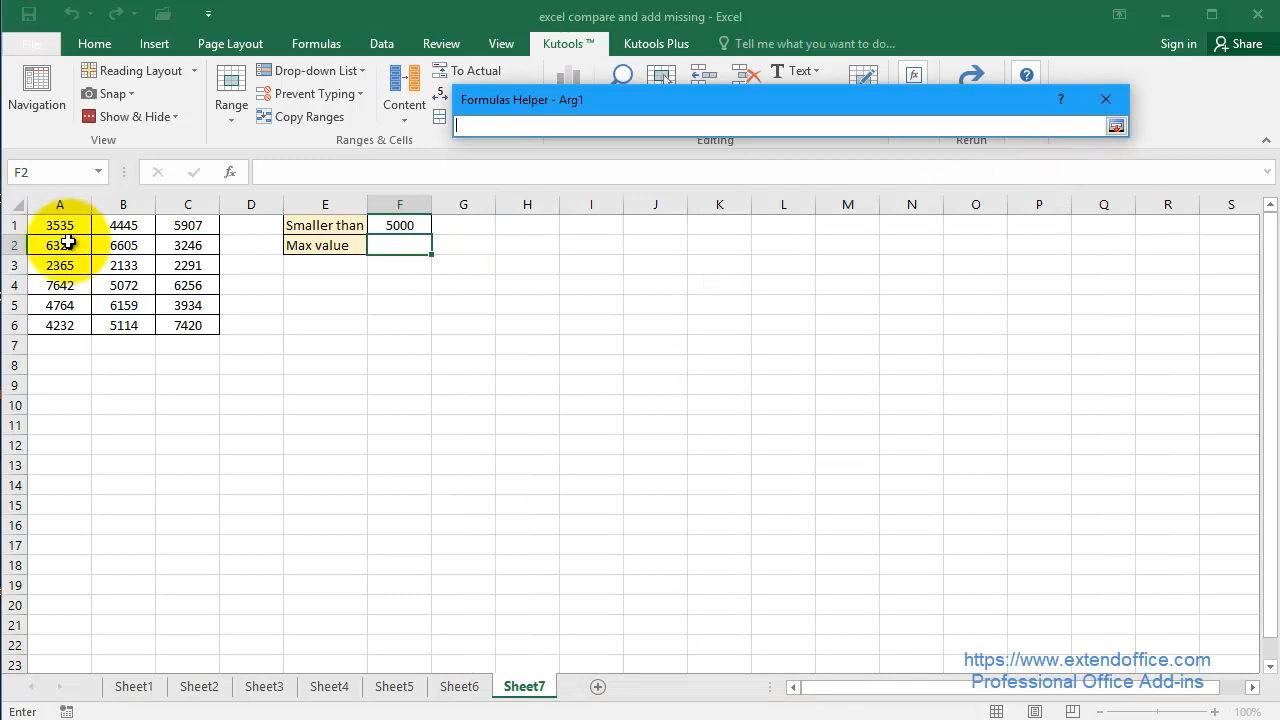 excel compare and add missing - Excel
File Home Insert Page Layout Formulas Data Review View Kutools ™ Kutools Plus Tell me what you want to do... Sign in Share
Reading Layout
Snap
Show & Hide
Navigation
View
Range
Drop-down List
Prevent Typing
Copy Ranges
Content
To Actual
Ranges & Cells
Text
Editing
Rerun
Formulas Helper - Arg1 ?
F2 fx
A B C D E F G H I J K L M N O P Q R S
1 3535 4445 5907 Smaller than 5000
2 6605 3246 Max value
3 2365 2133 2291
4 7642 5072 6256
5 4764 6159 3934
6 4232 5114 7420
7
8
9
10
11
12
13
14
15
16
17
18
19
20
21
22
23
https://www.extendoffice.com
Professional Office Add-ins
Sheet1 Sheet2 Sheet3 Sheet4 Sheet5 Sheet6 Sheet7
Enter 100%